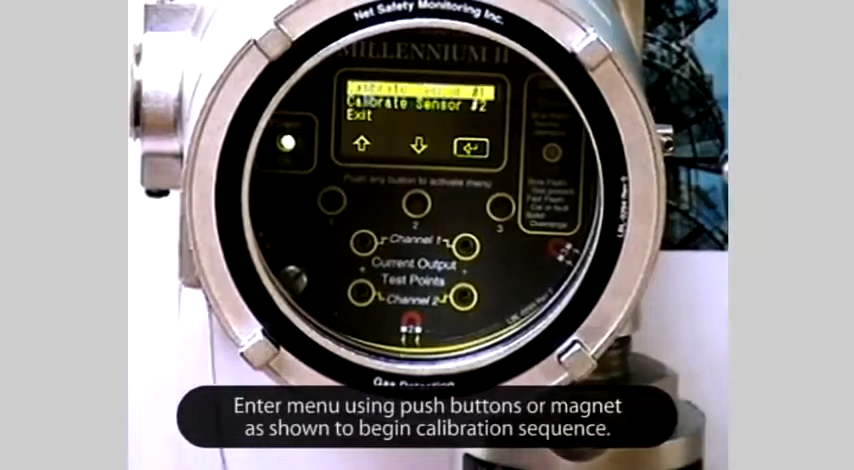 Net Safety Monitoring Inc.
MILLENNIUM II
Calibrate Sensor #1
Calibrate Sensor #2
Exit
Push any button to activate menu
1
2
3
Channel 1
+ Current Output -
Test Points
Channel 2
Gas Detection
Enter menu using push buttons or magnet
as shown to begin calibration sequence.